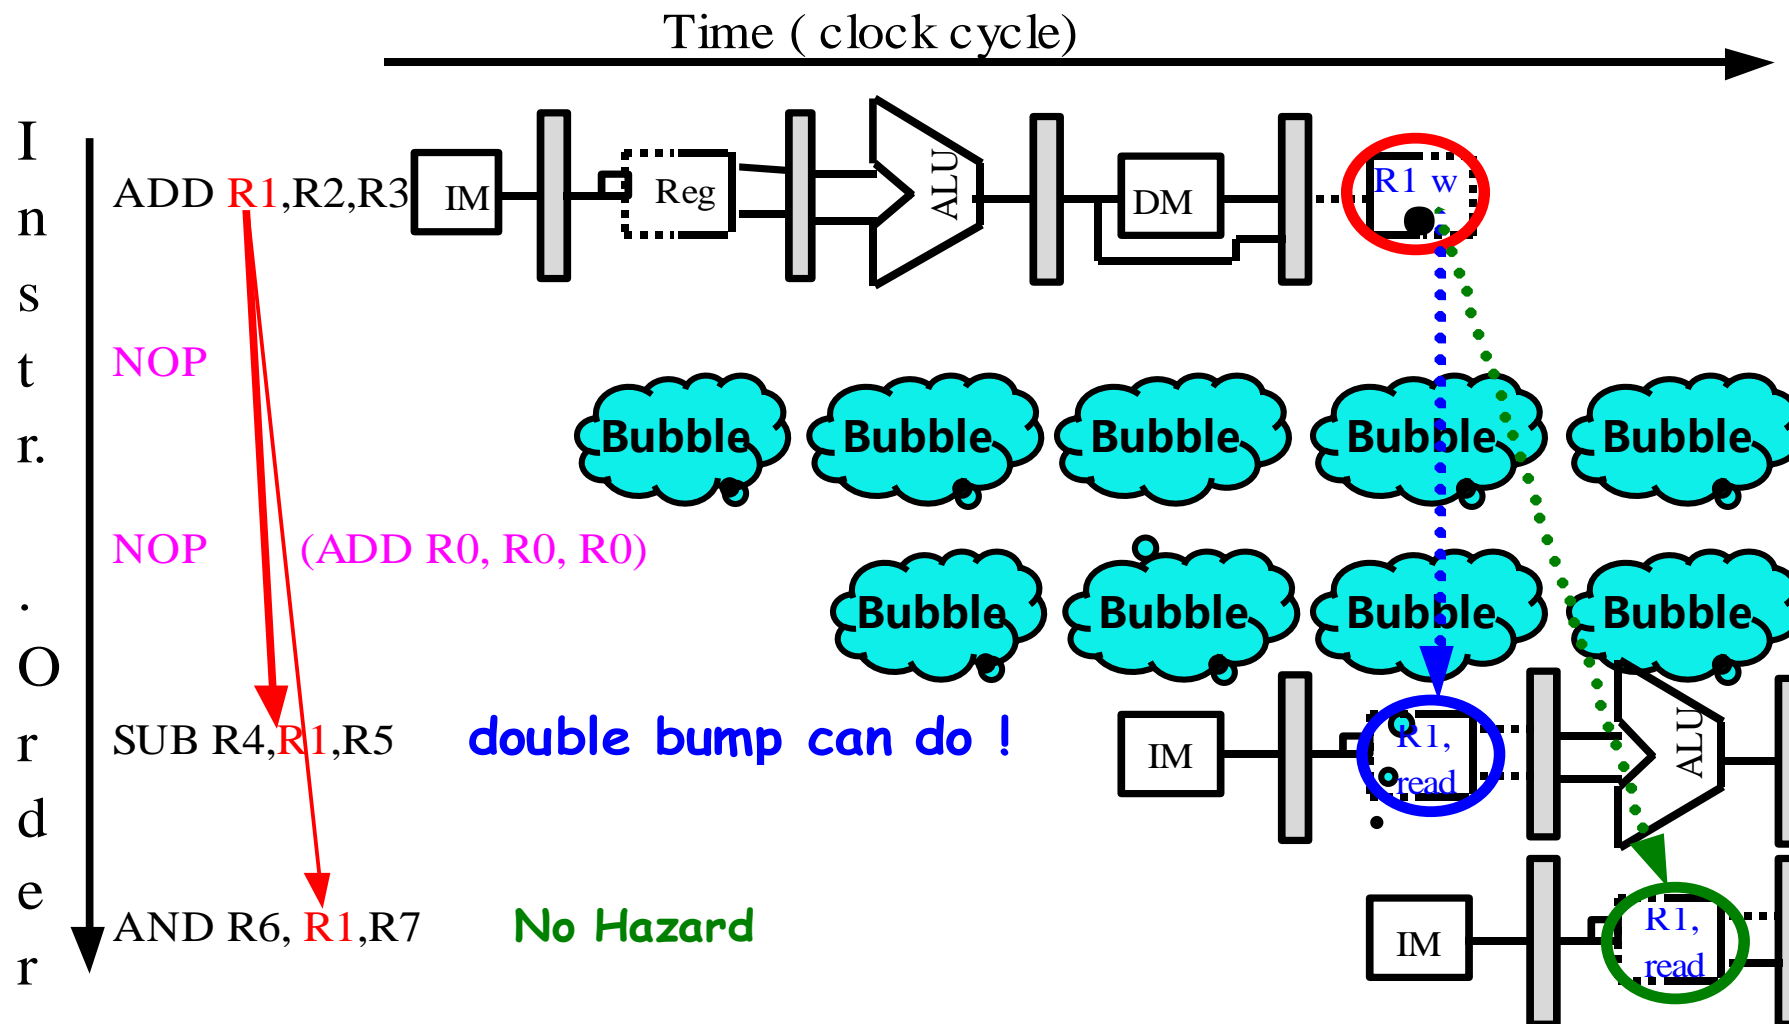 Time ( clock cycle)
I
n
s
t
r.
.
O
r
d
e
r
ADD R1,R2,R3
IM
Reg
ALU
DM
R1 w
NOP
Bubble
Bubble
Bubble
Bubble
Bubble
NOP
(ADD R0, R0, R0)
Bubble
Bubble
Bubble
Bubble
SUB R4,R1,R5
double bump can do !
IM
R1,
read
ALU
AND R6, R1,R7
No Hazard
IM
R1,
read